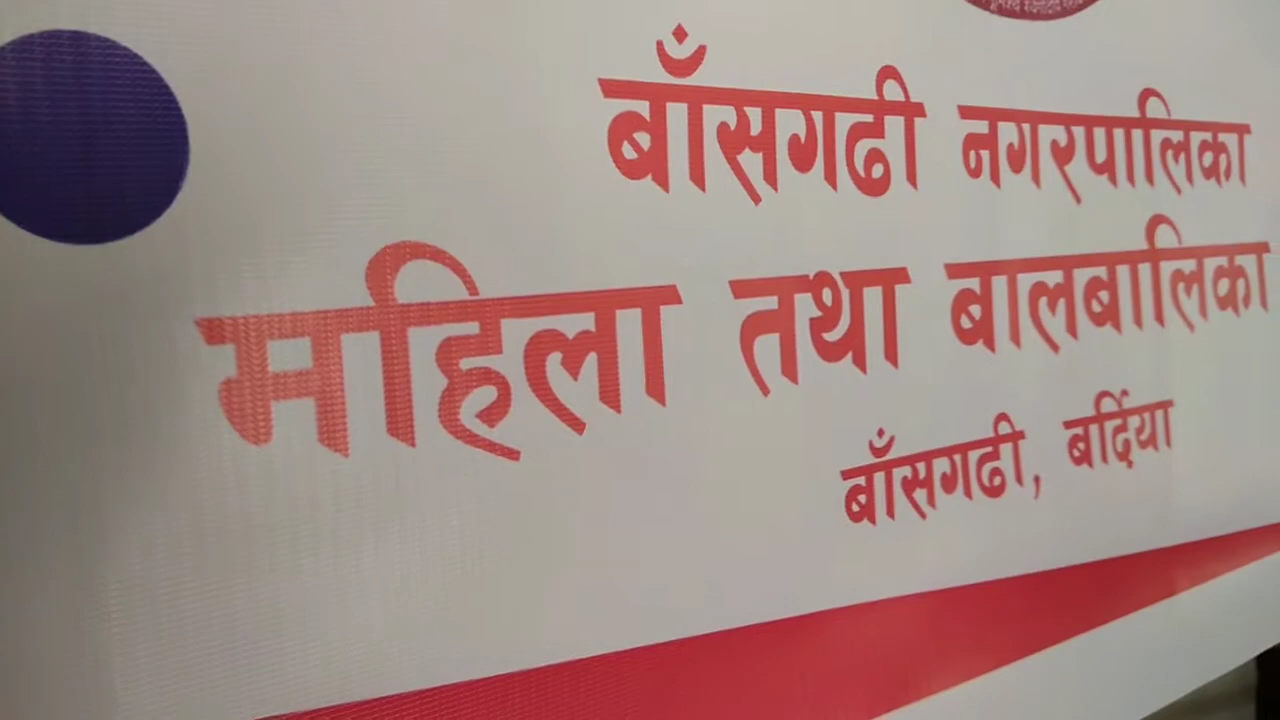 बाँसगढी नगरपालिका
महिला तथा बालबालिका
बाँसगढी, बर्दिया